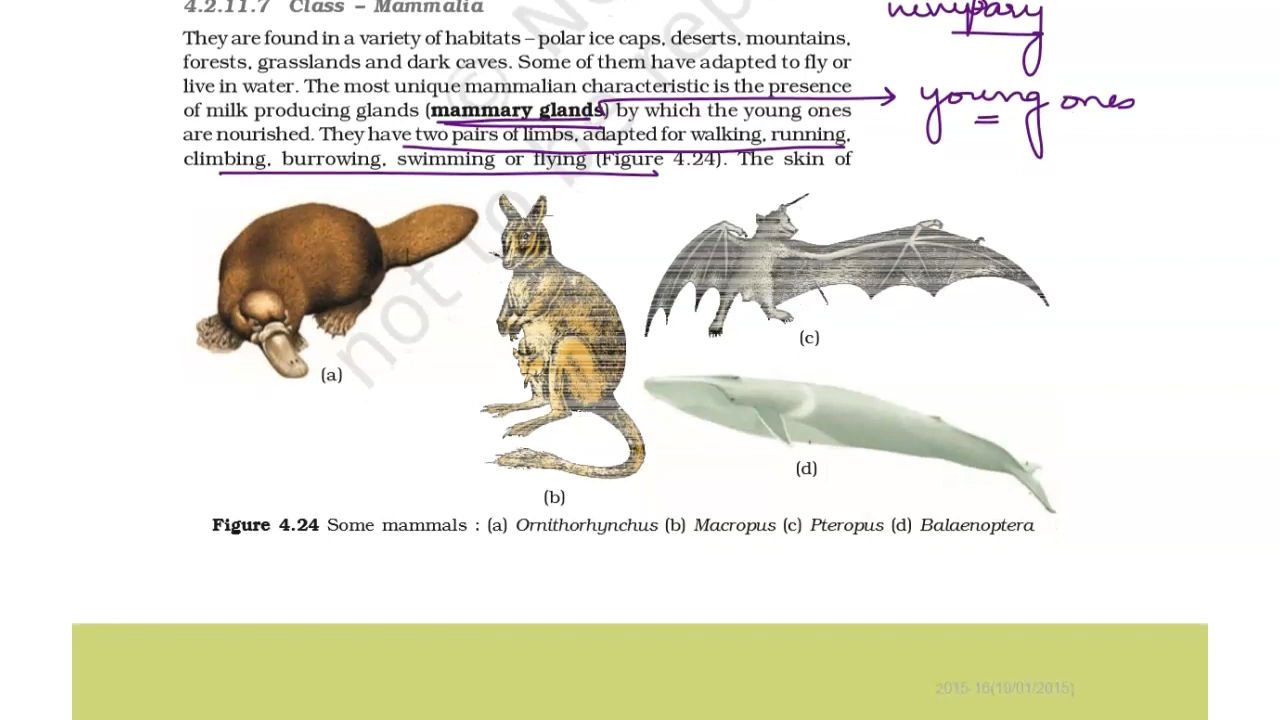 4.2.11.7 Class – Mammalia
They are found in a variety of habitats – polar ice caps, deserts, mountains,
forests, grasslands and dark caves. Some of them have adapted to fly or
live in water. The most unique mammalian characteristic is the presence
of milk producing glands (mammary glands) by which the young ones
are nourished. They have two pairs of limbs, adapted for walking, running,
climbing, burrowing, swimming or flying (Figure 4.24). The skin of
young ones
not to be rep
(a)
(b)
(c)
(d)
Figure 4.24 Some mammals : (a) Ornithorhynchus (b) Macropus (c) Pteropus (d) Balaenoptera
2015-16(19/01/2015)